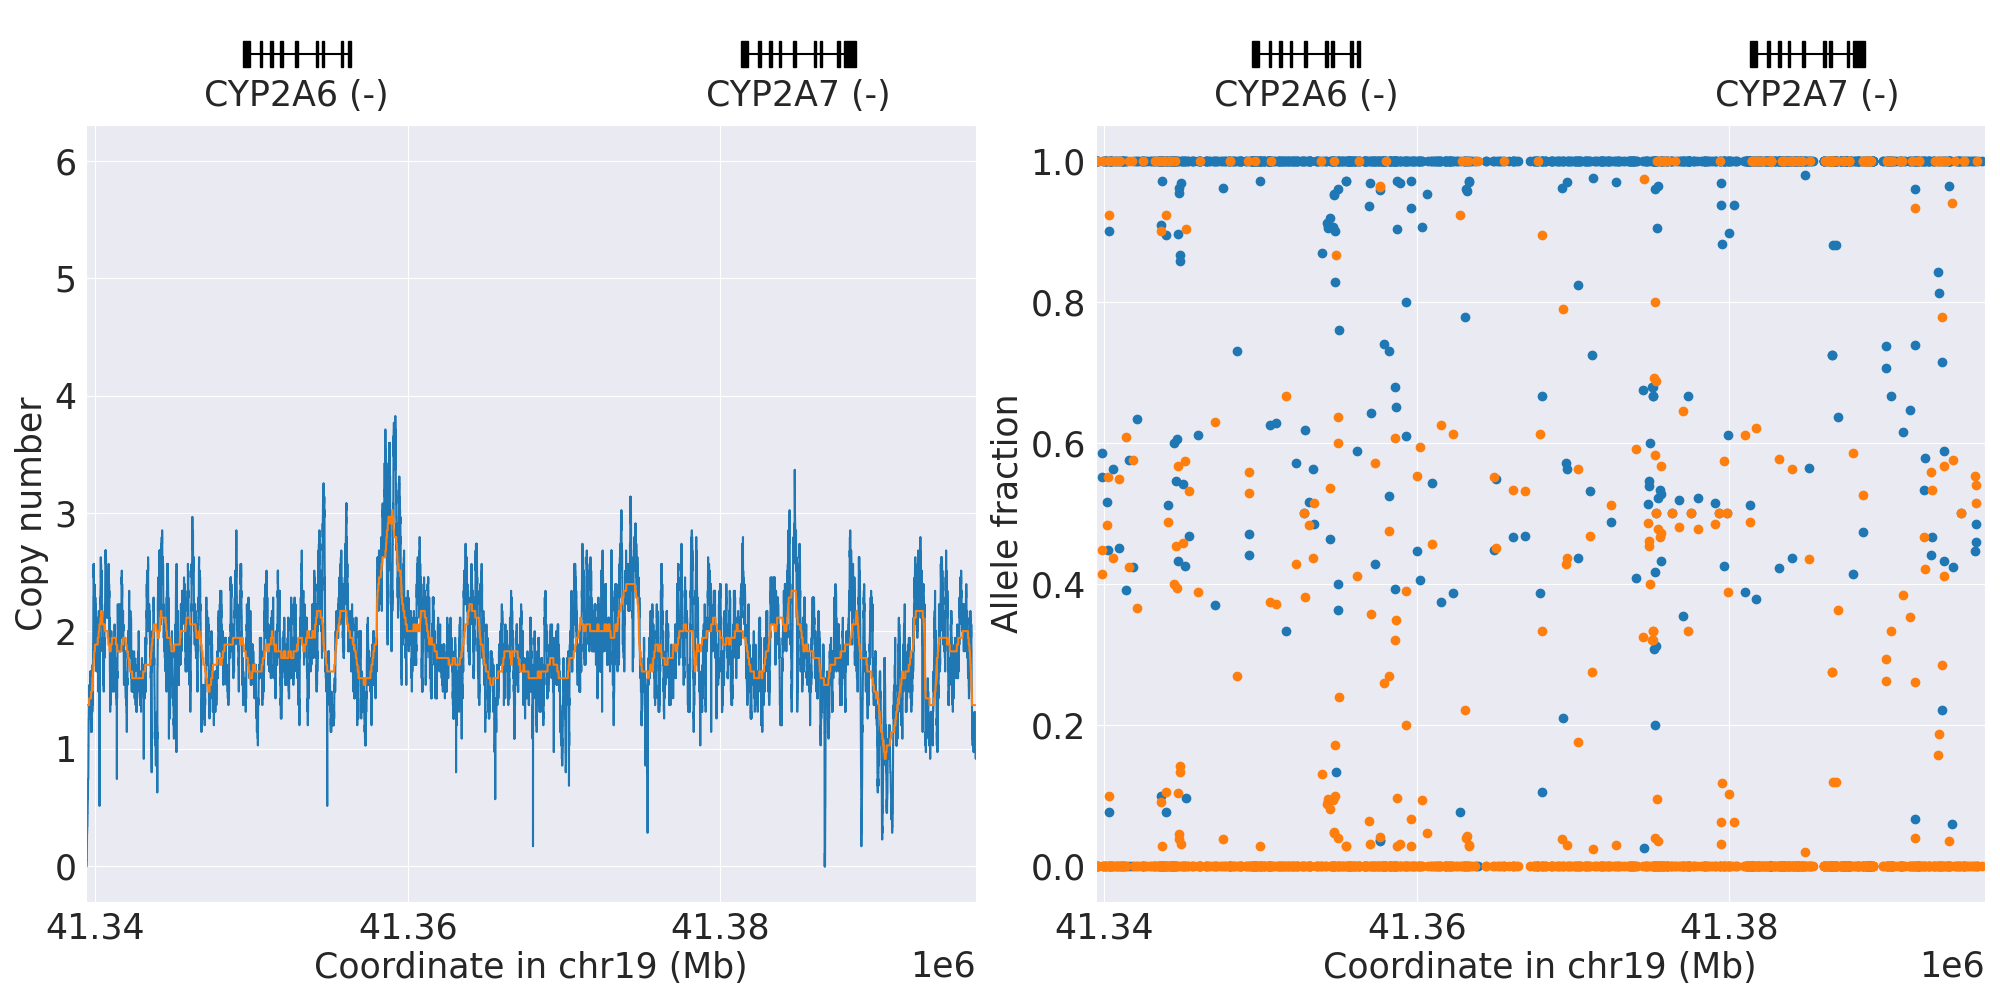 CYP2A6 (-)
CYP2A7 (-)
6
5
4
3
2
1
0
Copy number
41.34
41.36
41.38
Coordinate in chr19 (Mb)
1e6
CYP2A6 (-)
CYP2A7 (-)
1.0
0.8
0.6
0.4
0.2
0.0
Allele fraction
41.34
41.36
41.38
Coordinate in chr19 (Mb)
1e6